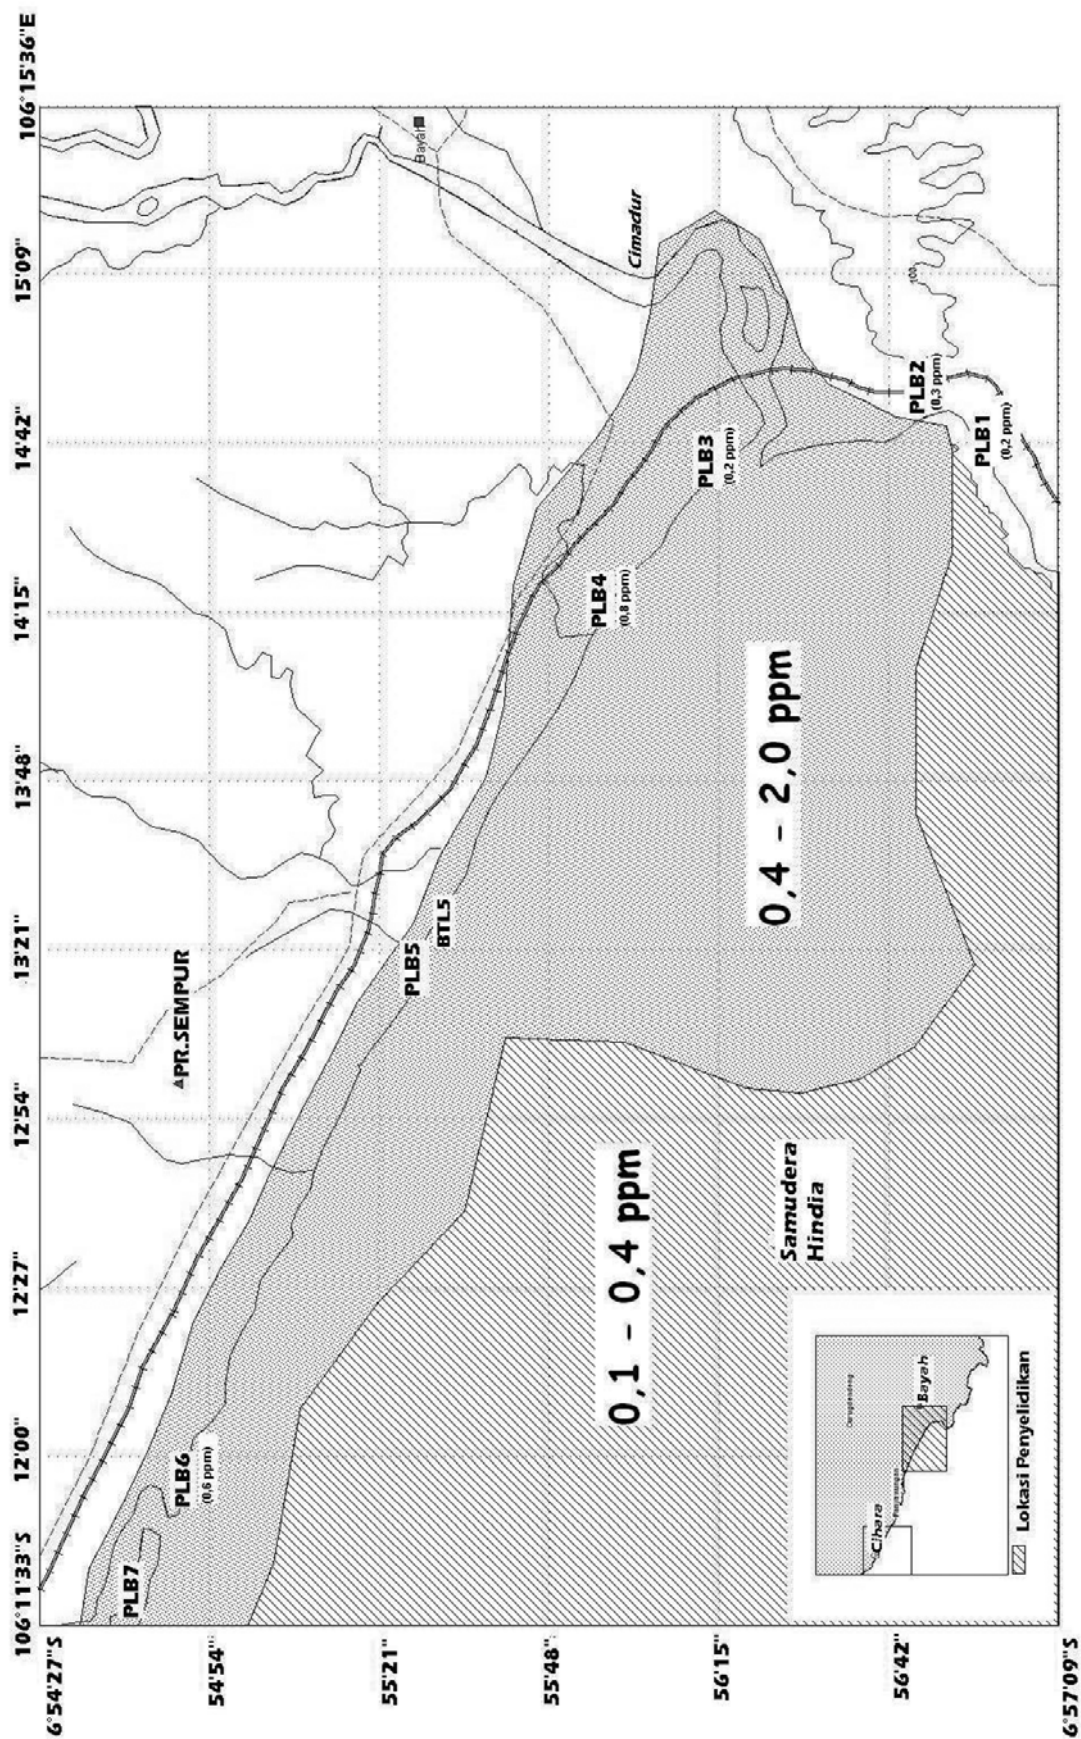 106°11'33"S
12'00"
12'27"
12'54"
13'21"
13'48"
14'15"
14'42"
15'09"
106°15'36"E
6°54'27"S
54'54"
55'21"
55'48"
56'15"
56'42"
6°57'09"S
Bayah
PR.SEMPUR
Cimadur
PLB7
PLB6
(0,6 ppm)
PLB5
BTL5
PLB4
(0,8 ppm)
PLB3
(0,2 ppm)
PLB2
(0,3 ppm)
PLB1
(0,2 ppm)
100
0,1 – 0,4 ppm
0,4 – 2,0 ppm
Samudera
Hindia
Cihara
Bayah
Lokasi Penyelidikan